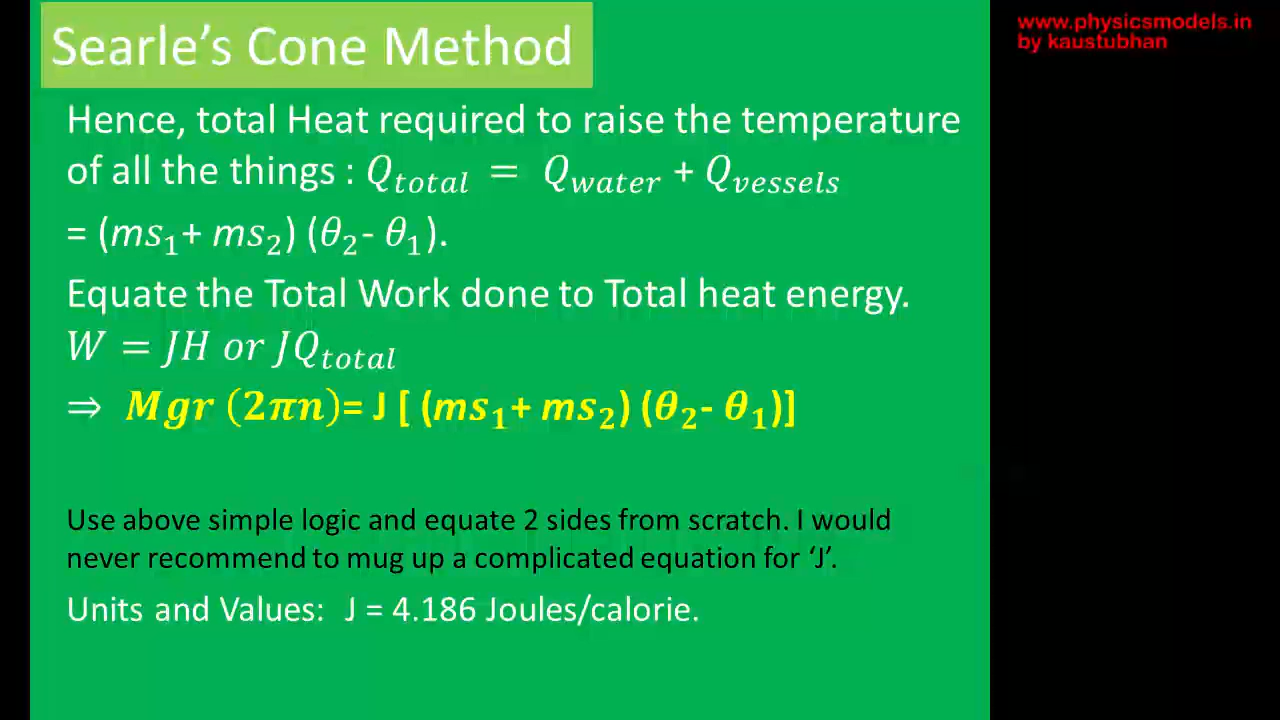 Searle's Cone Method
www.physicsmodels.in
by kaustubhan
Hence, total Heat required to raise the temperature
of all the things : Q_total = Q_water + Q_vessels
= (ms₁+ ms₂) (θ₂- θ₁).
Equate the Total Work done to Total heat energy.
W = JH or JQ_total
⇒ Mgr (2πn)= J [ (ms₁+ ms₂) (θ₂- θ₁)]
Use above simple logic and equate 2 sides from scratch. I would
never recommend to mug up a complicated equation for ‘J’.
Units and Values: J = 4.186 Joules/calorie.